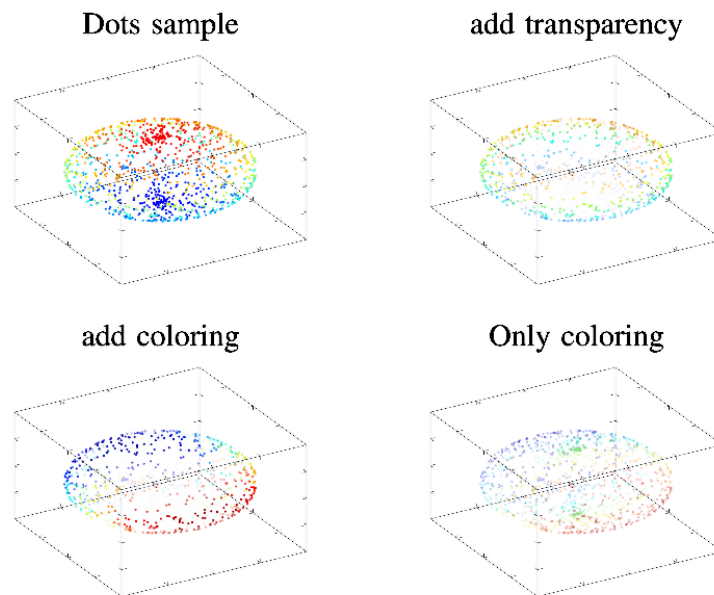 Dots sample
add transparency
add coloring
Only coloring